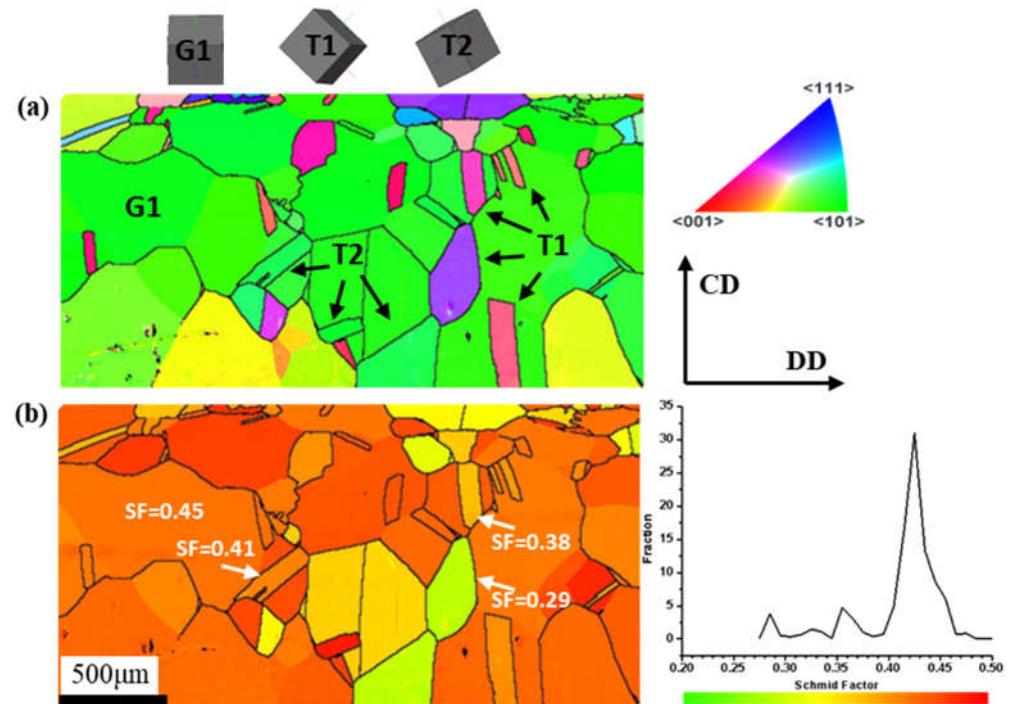 G1 T1 T2
(a)
G1
T2
T1
<111>
<001> <101>
CD
DD
(b)
SF=0.45
SF=0.41
SF=0.38
SF=0.29
500μm
35
30
25
20
15
10
5
0
Fraction
0.20 0.30 0.35 0.40 0.45 0.50
Schmid Factor